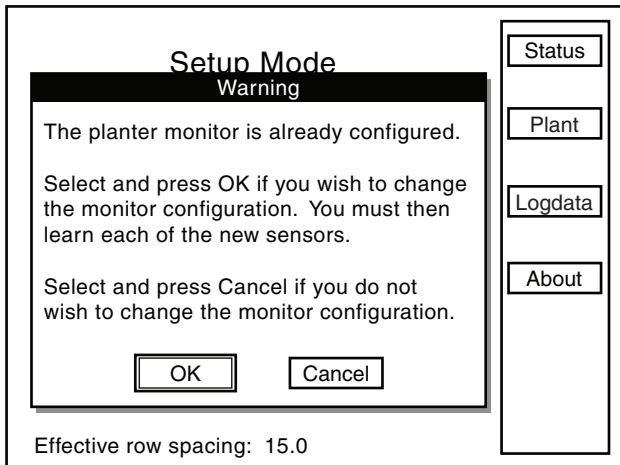 Setup Mode
Warning
The planter monitor is already configured.
Select and press OK if you wish to change
the monitor configuration. You must then
learn each of the new sensors.
Select and press Cancel if you do not
wish to change the monitor configuration.
OK
Cancel
Effective row spacing: 15.0
Status
Plant
Logdata
About